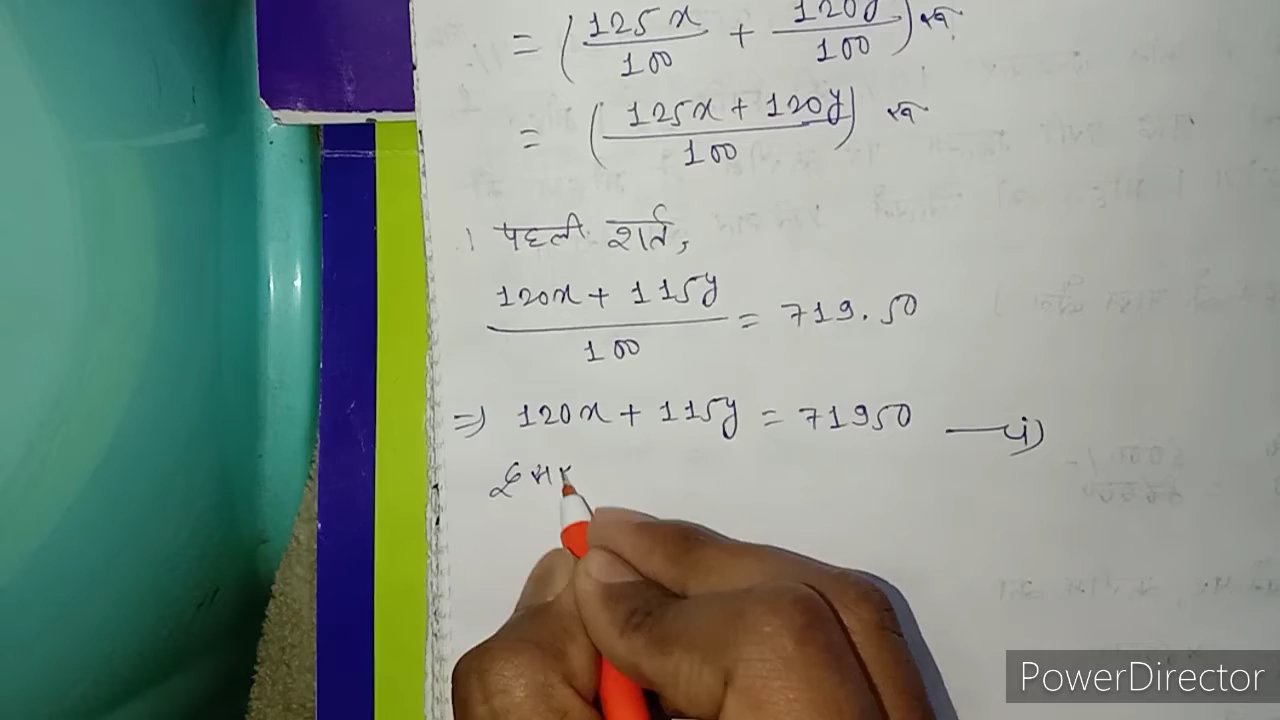 = (125x/100 + 120y/100) रु॰
= (125x + 120y/100) रु॰
। पहली शर्त,
120x + 115y/100 = 719.50
⇒ 120x + 115y = 71950 —(i)
PowerDirector